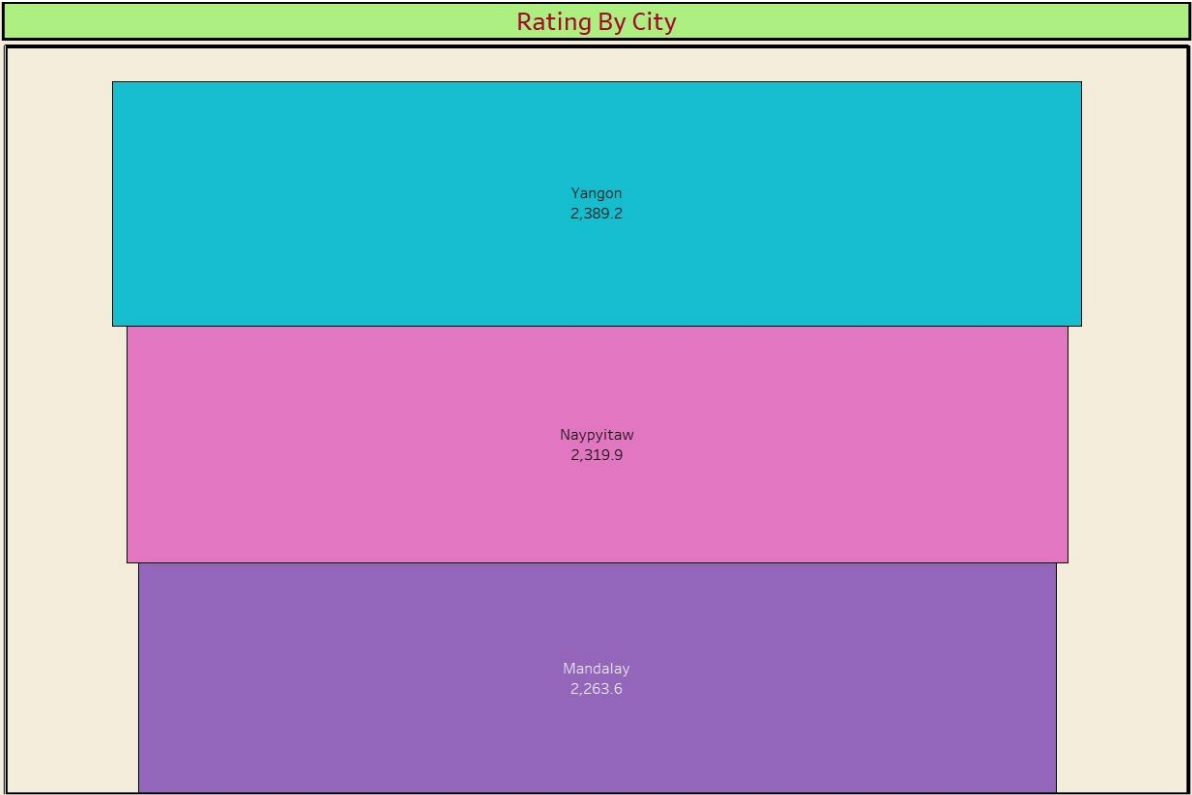 Rating By City
Yangon
2,389.2
Naypyitaw
2,319.9
Mandalay
2,263.6